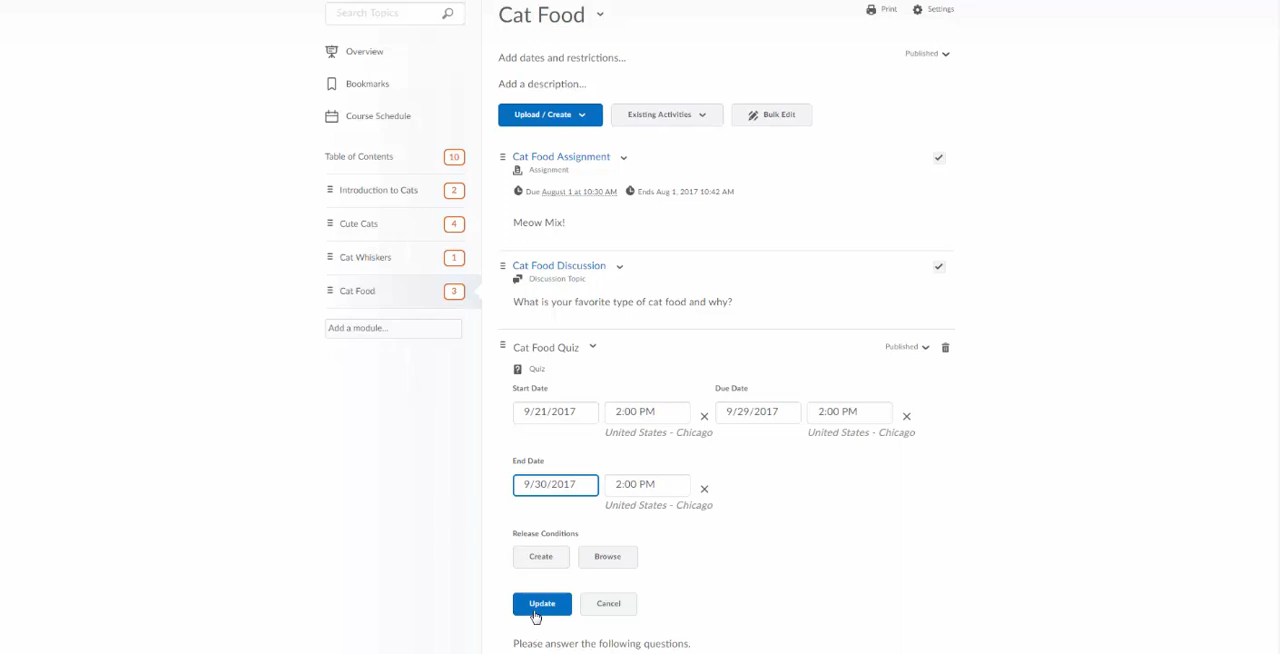 Search Topics
Overview
Bookmarks
Course Schedule
Table of Contents 10
Introduction to Cats 2
Cute Cats 4
Cat Whiskers 1
Cat Food 3
Add a module...
Cat Food
Print Settings
Add dates and restrictions... Published
Add a description...
Upload / Create Existing Activities Bulk Edit
Cat Food Assignment
Assignment
Due August 1 at 10:30 AM Ends Aug 1, 2017 10:42 AM
Meow Mix!
Cat Food Discussion
Discussion Topic
What is your favorite type of cat food and why?
Cat Food Quiz Published
Quiz
Start Date Due Date
9/21/2017 2:00 PM 9/29/2017 2:00 PM
United States - Chicago United States - Chicago
End Date
9/30/2017 2:00 PM
United States - Chicago
Release Conditions
Create Browse
Update Cancel
Please answer the following questions.